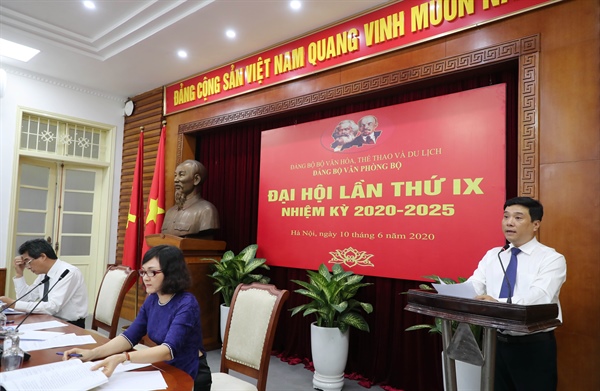 ĐẢNG CỘNG SẢN VIỆT NAM QUANG VINH MUÔN N
ĐẢNG BỘ BỘ VĂN HÓA, THỂ THAO VÀ DU LỊCH
ĐẢNG BỘ VĂN PHÒNG BỘ
ĐẠI HỘI LẦN THỨ IX
NHIỆM KỲ 2020-2025
Hà Nội, ngày 10 tháng 6 năm 2020